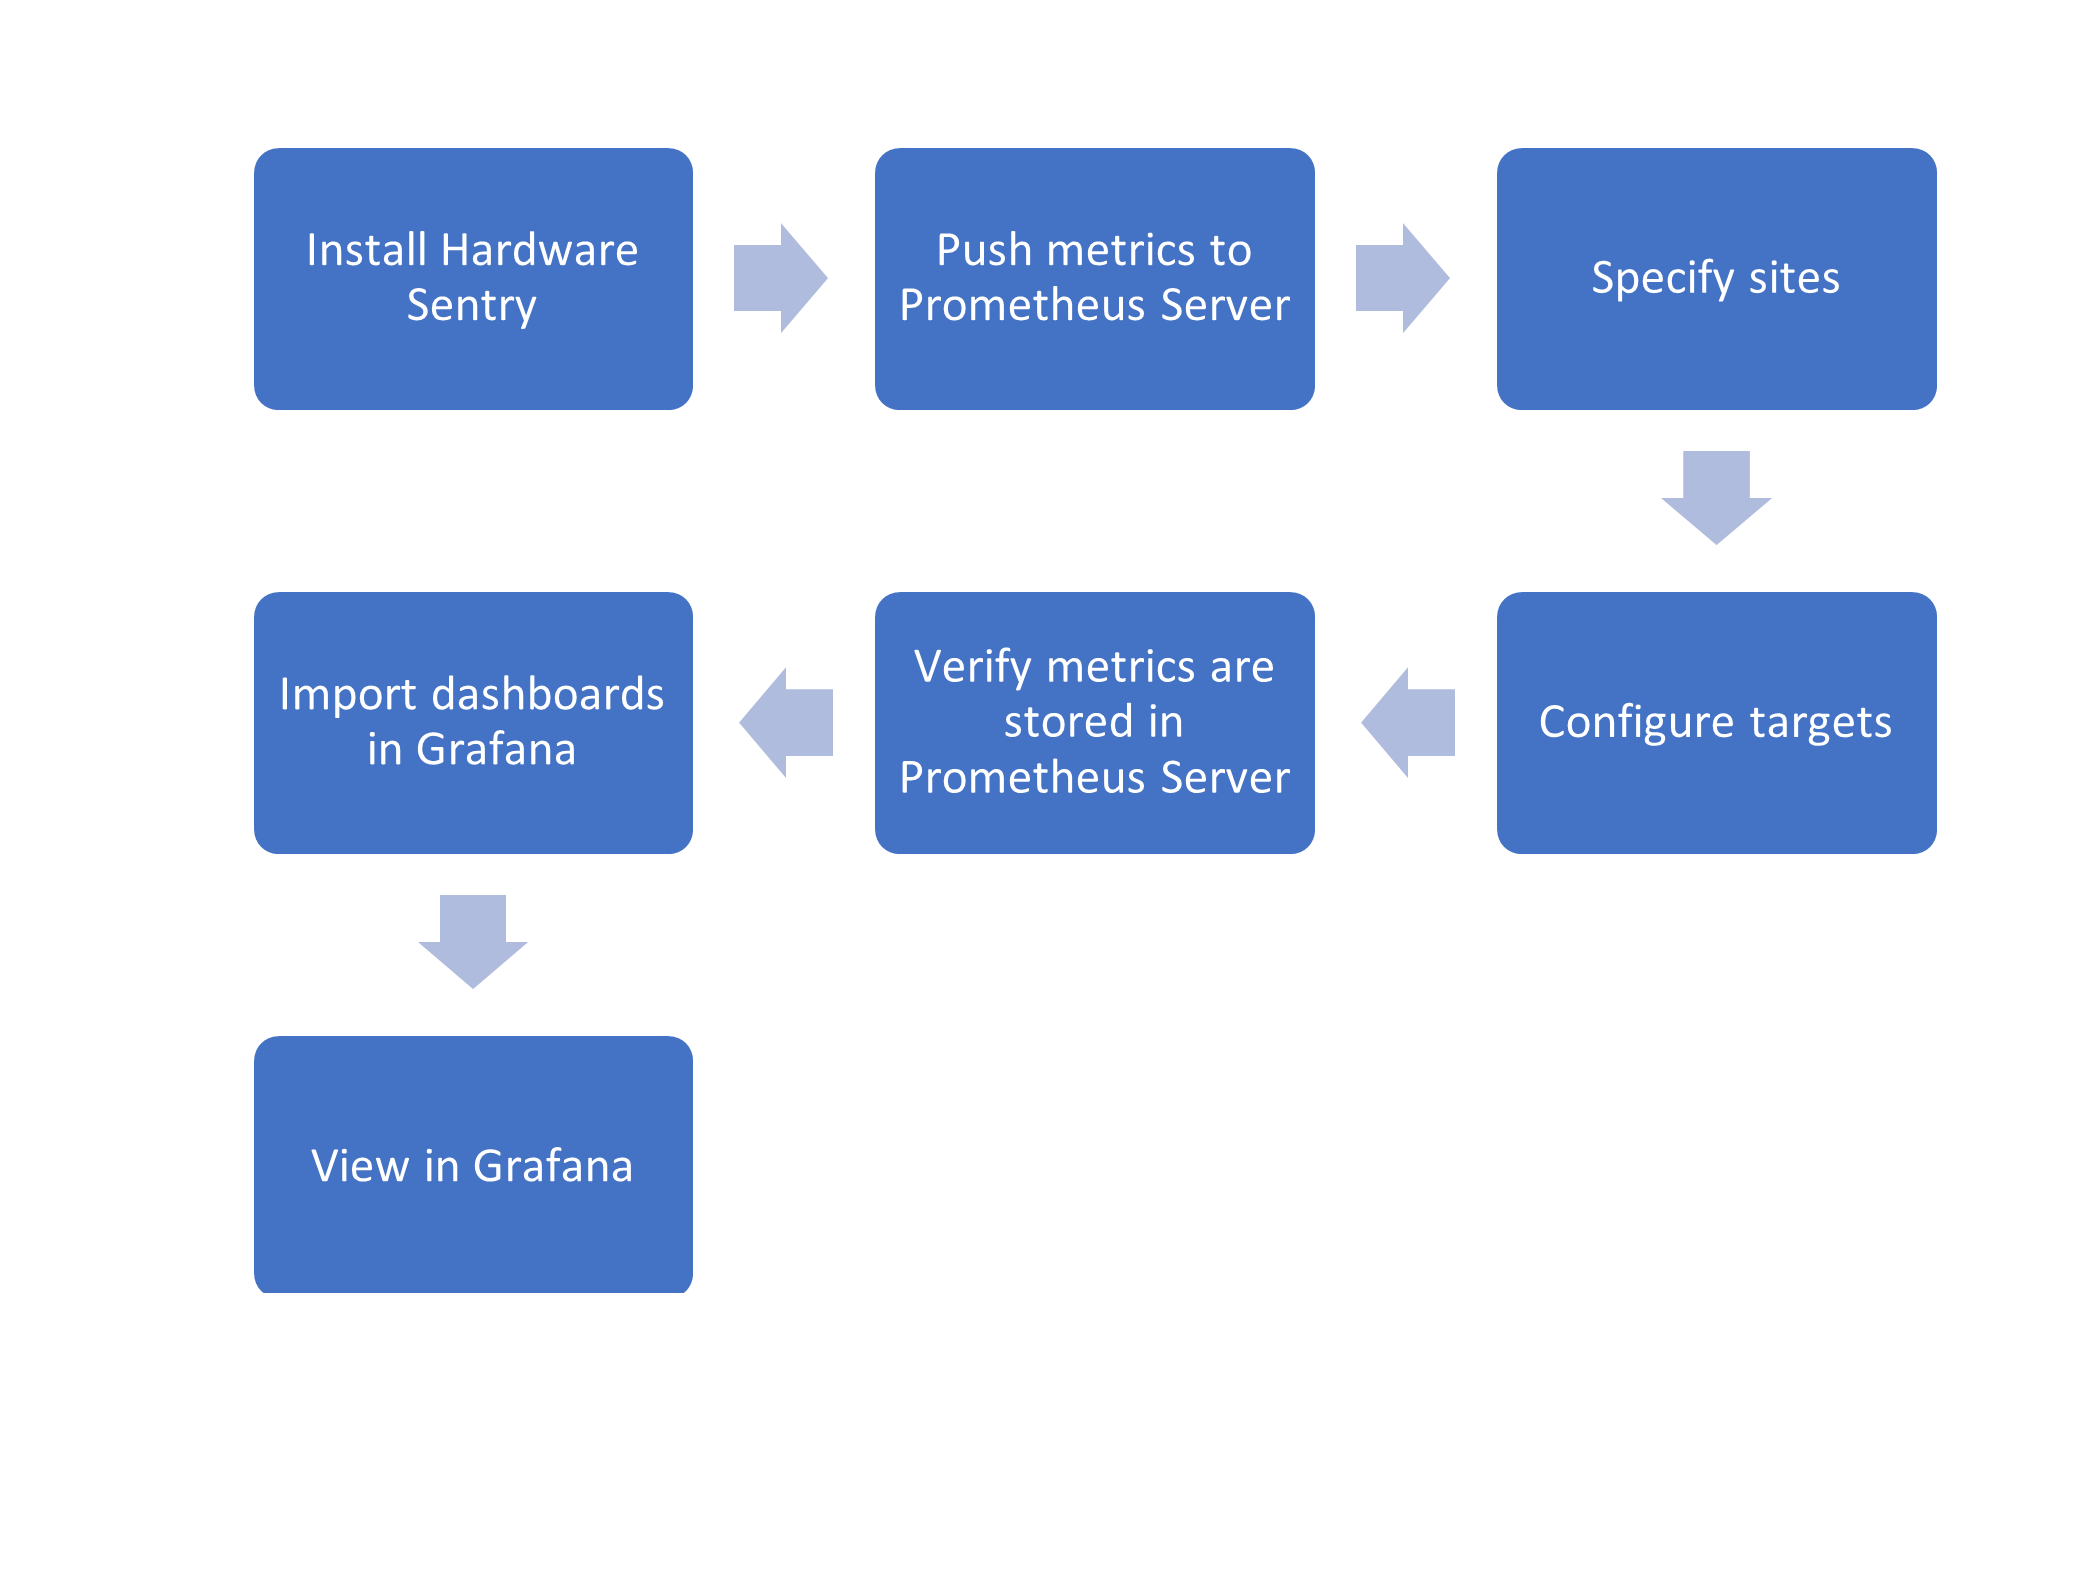 Install Hardware
Sentry
Push metrics to
Prometheus Server
Specify sites
Configure targets
Verify metrics are
stored in
Prometheus Server
Import dashboards
in Grafana
View in Grafana